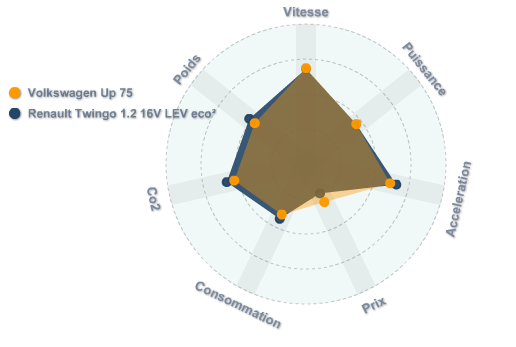 Vitesse
Puissance
Poids
Volkswagen Up 75
Renault Twingo 1.2 16V LEV eco²
Acceleration
Co2
Consommation
Prix